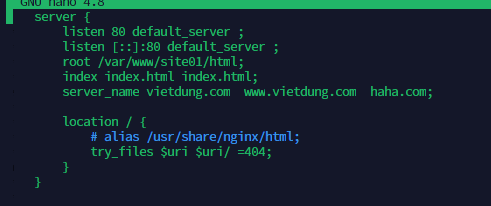 GNU nano 4.8
server {
listen 80 default_server ;
listen [::]:80 default_server ;
root /var/www/site01/html;
index index.html index.html;
server_name vietdung.com www.vietdung.com haha.com;
location / {
# alias /usr/share/nginx/html;
try_files $uri $uri/ =404;
}
}